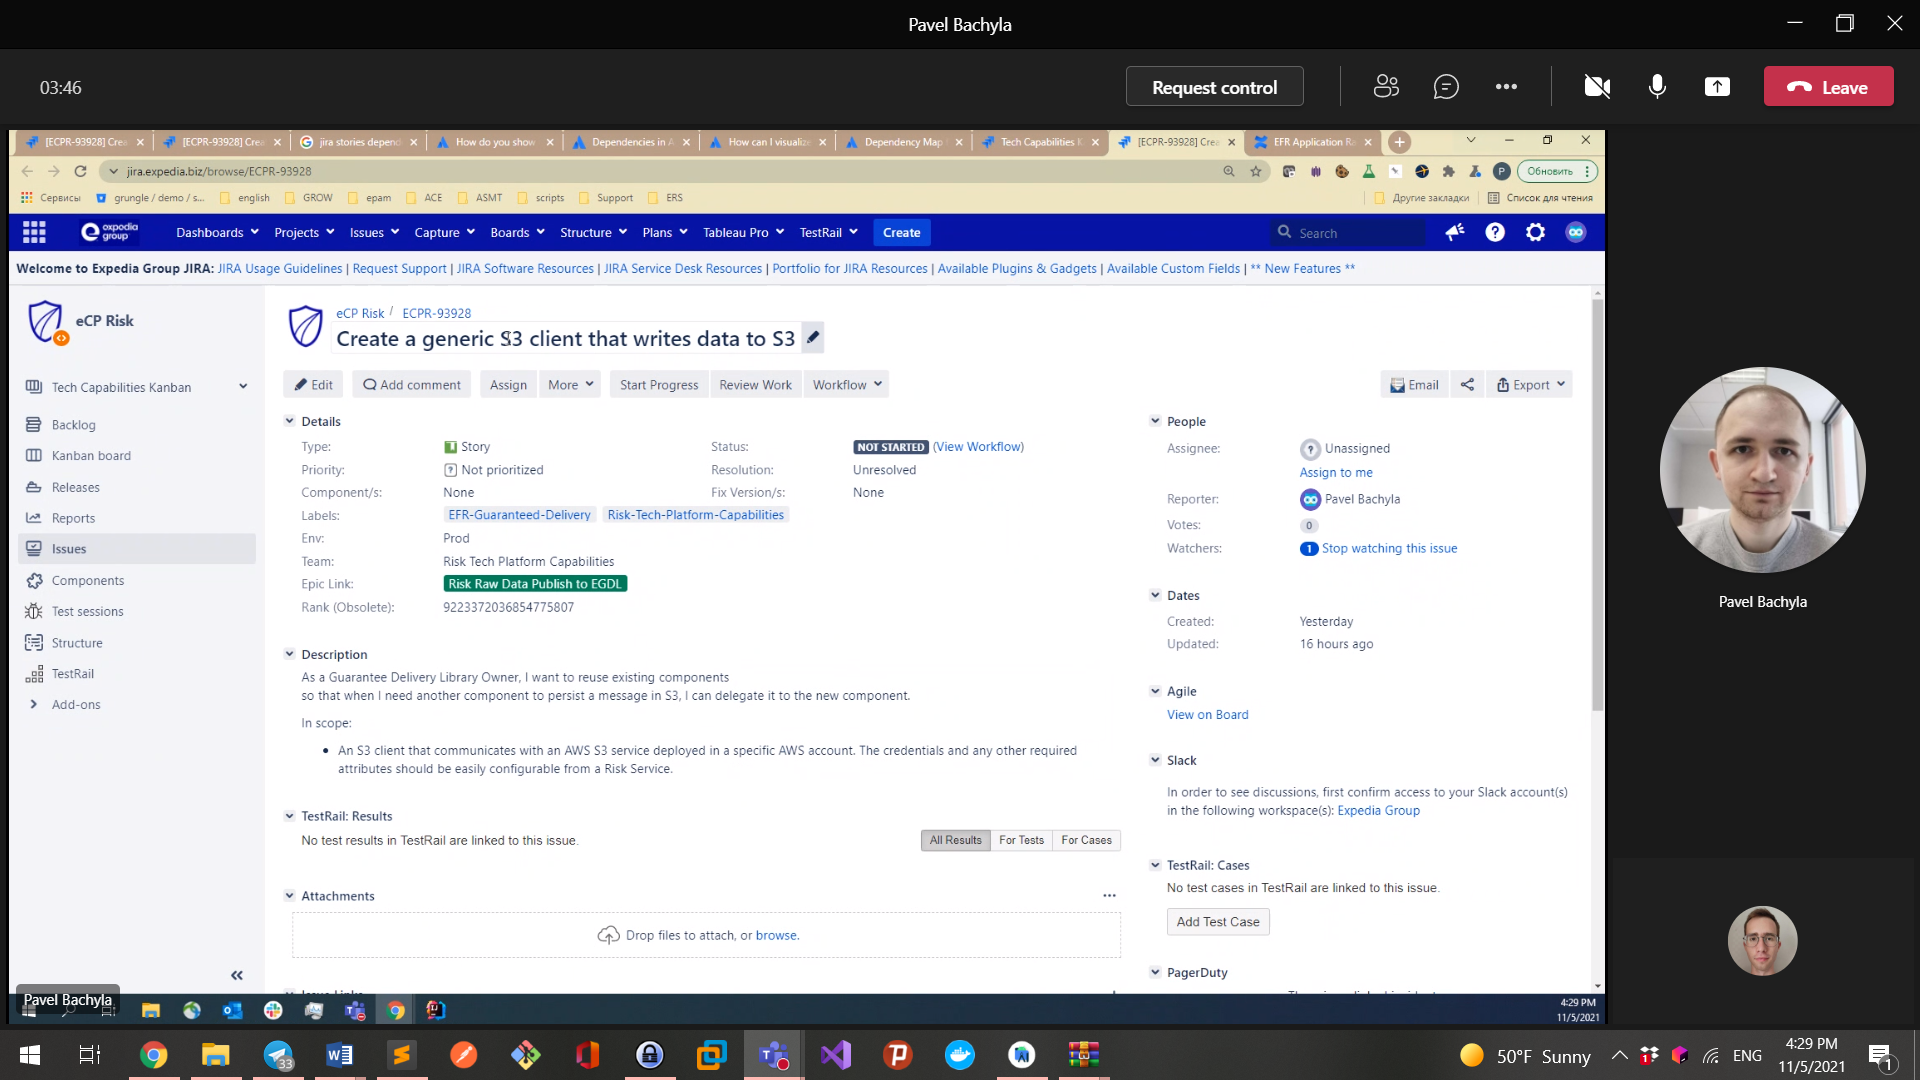 Pavel Bachyla
03:46
Request control
Leave
[ECPR-93928] Crea
[ECPR-93928] Crea
jira stories depend
How do you show
Dependencies in A
How can I visualize
Dependency Map
Tech Capabilities K
[ECPR-93928] Crea
EFR Application Ra
jira.expedia.biz/browse/ECPR-93928
P
Обновить
Сервисы
grungle / demo / s...
english
GROW
epam
ACE
ASMT
scripts
Support
ERS
Другие закладки
Список для чтения
expedia group
Dashboards
Projects
Issues
Capture
Boards
Structure
Plans
Tableau Pro
TestRail
Create
Search
Welcome to Expedia Group JIRA: JIRA Usage Guidelines | Request Support | JIRA Software Resources | JIRA Service Desk Resources | Portfolio for JIRA Resources | Available Plugins & Gadgets | Available Custom Fields | ** New Features **
eCP Risk
Tech Capabilities Kanban
Backlog
Kanban board
Releases
Reports
Issues
Components
Test sessions
Structure
TestRail
Add-ons
eCP Risk / ECPR-93928
Create a generic S3 client that writes data to S3
Edit
Add comment
Assign
More
Start Progress
Review Work
Workflow
Email
Export
Details
Type: Story
Status: NOT STARTED (View Workflow)
Priority: Not prioritized
Resolution: Unresolved
Component/s: None
Fix Version/s: None
Labels: EFR-Guaranteed-Delivery Risk-Tech-Platform-Capabilities
Env: Prod
Team: Risk Tech Platform Capabilities
Epic Link: Risk Raw Data Publish to EGDL
Rank (Obsolete): 9223372036854775807
Description
As a Guarantee Delivery Library Owner, I want to reuse existing components
so that when I need another component to persist a message in S3, I can delegate it to the new component.
In scope:
• An S3 client that communicates with an AWS S3 service deployed in a specific AWS account. The credentials and any other required
attributes should be easily configurable from a Risk Service.
TestRail: Results
No test results in TestRail are linked to this issue.
All Results
For Tests
For Cases
Attachments
Drop files to attach, or browse.
People
Assignee: Unassigned
Assign to me
Reporter: Pavel Bachyla
Votes: 0
Watchers: 1 Stop watching this issue
Dates
Created: Yesterday
Updated: 16 hours ago
Agile
View on Board
Slack
In order to see discussions, first confirm access to your Slack account(s)
in the following workspace(s): Expedia Group
TestRail: Cases
No test cases in TestRail are linked to this issue.
Add Test Case
PagerDuty
Pavel Bachyla
4:29 PM
11/5/2021
Pavel Bachyla
33
50°F Sunny
1
ENG
4:29 PM
11/5/2021
1